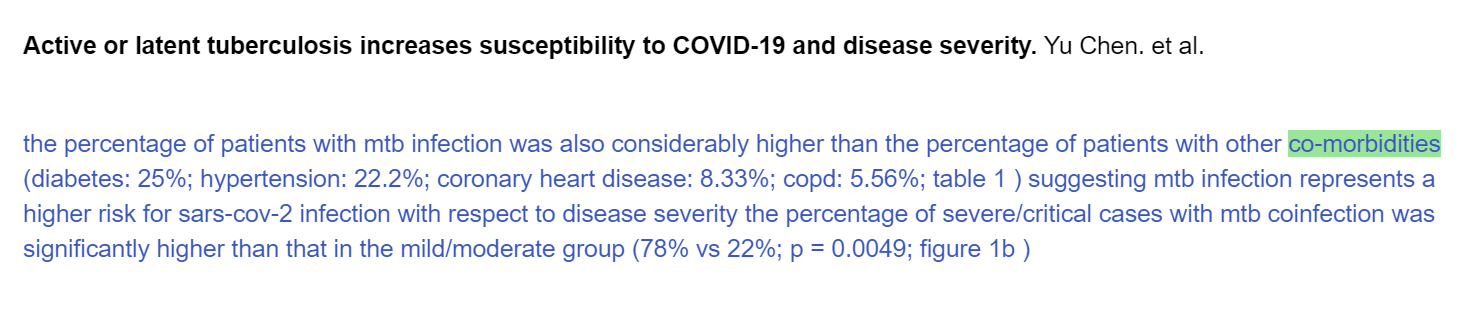 Active or latent tuberculosis increases susceptibility to COVID-19 and disease severity. Yu Chen. et al.
the percentage of patients with mtb infection was also considerably higher than the percentage of patients with other co-morbidities
(diabetes: 25%; hypertension: 22.2%; coronary heart disease: 8.33%; copd: 5.56%; table 1 ) suggesting mtb infection represents a
higher risk for sars-cov-2 infection with respect to disease severity the percentage of severe/critical cases with mtb coinfection was
significantly higher than that in the mild/moderate group (78% vs 22%; p = 0.0049; figure 1b )